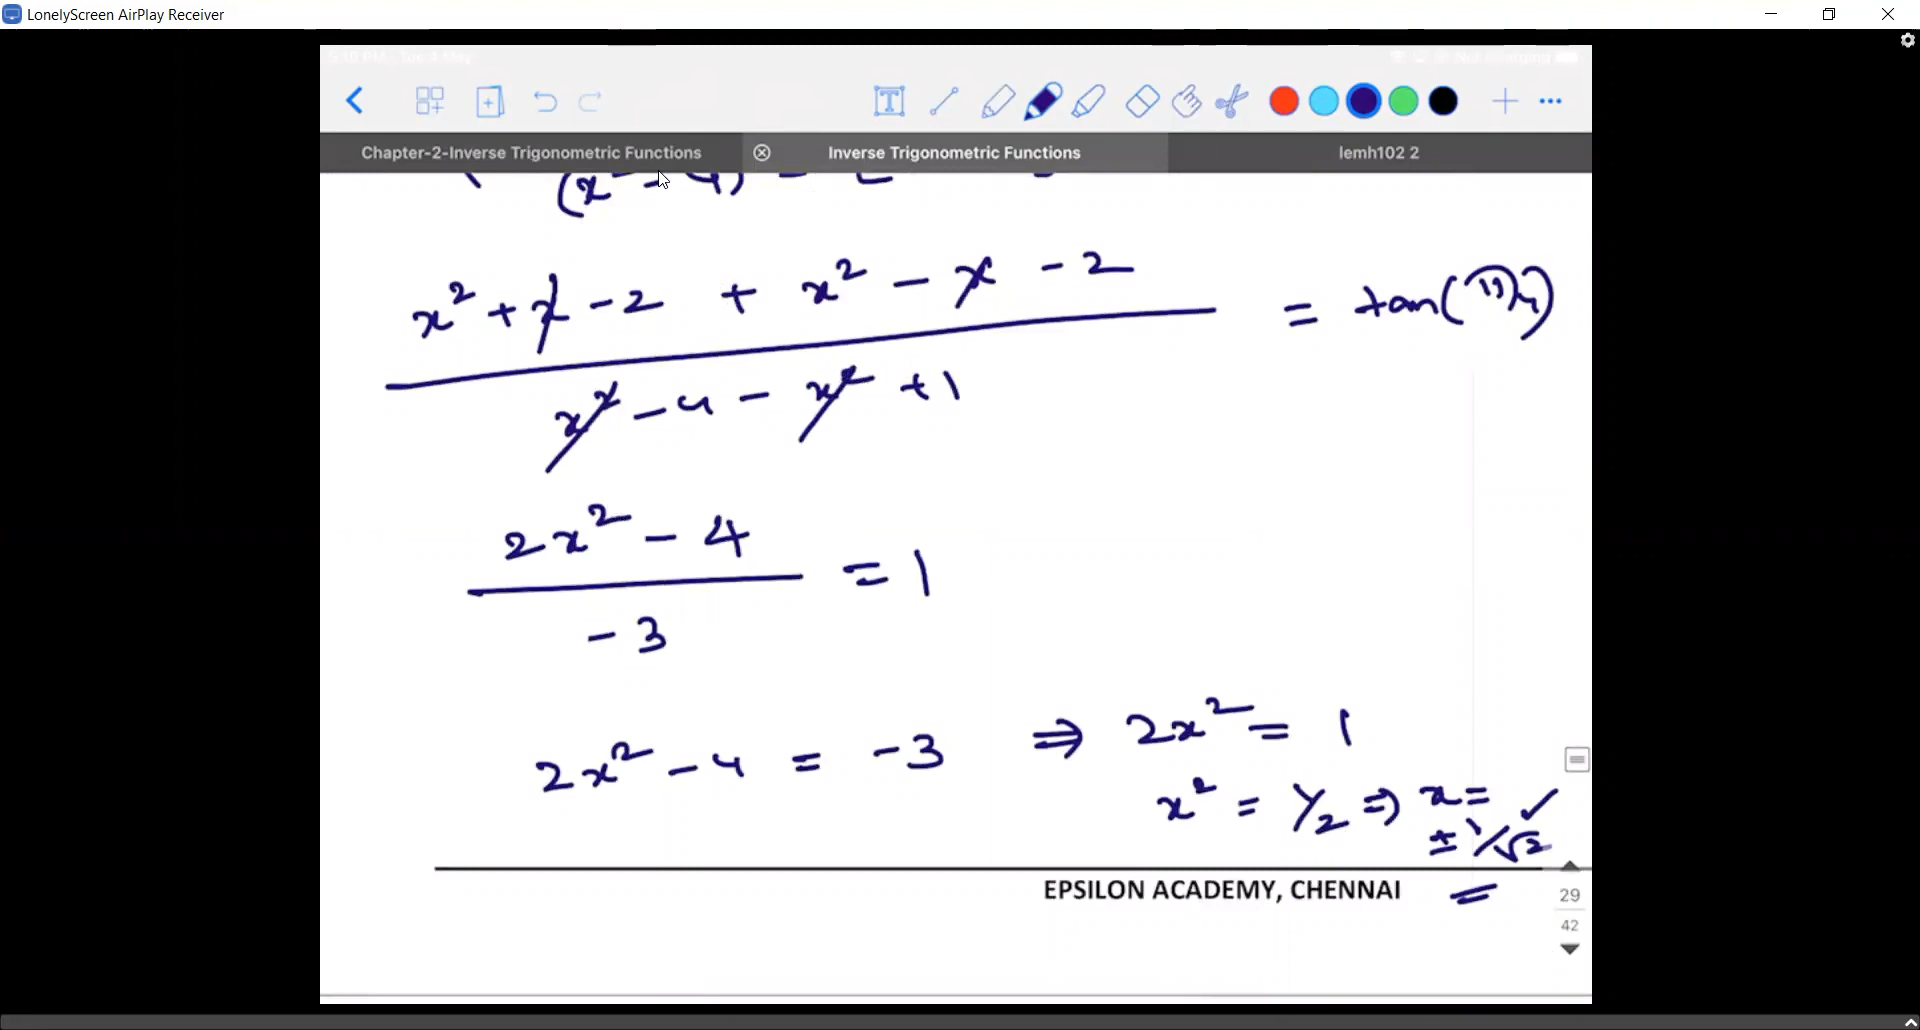 LonelyScreen AirPlay Receiver
Chapter-2-Inverse Trigonometric Functions
Inverse Trigonometric Functions
lemh102 2
x² + x - 2 + x² - x - 2
= tan(π/4)
x² - 4 - x² + 1
2x² - 4
= 1
- 3
2x² - 4 = -3 ⇒ 2x² = 1
x² = 1/2 ⇒ x =
± 1/√2
EPSILON ACADEMY, CHENNAI
29
42